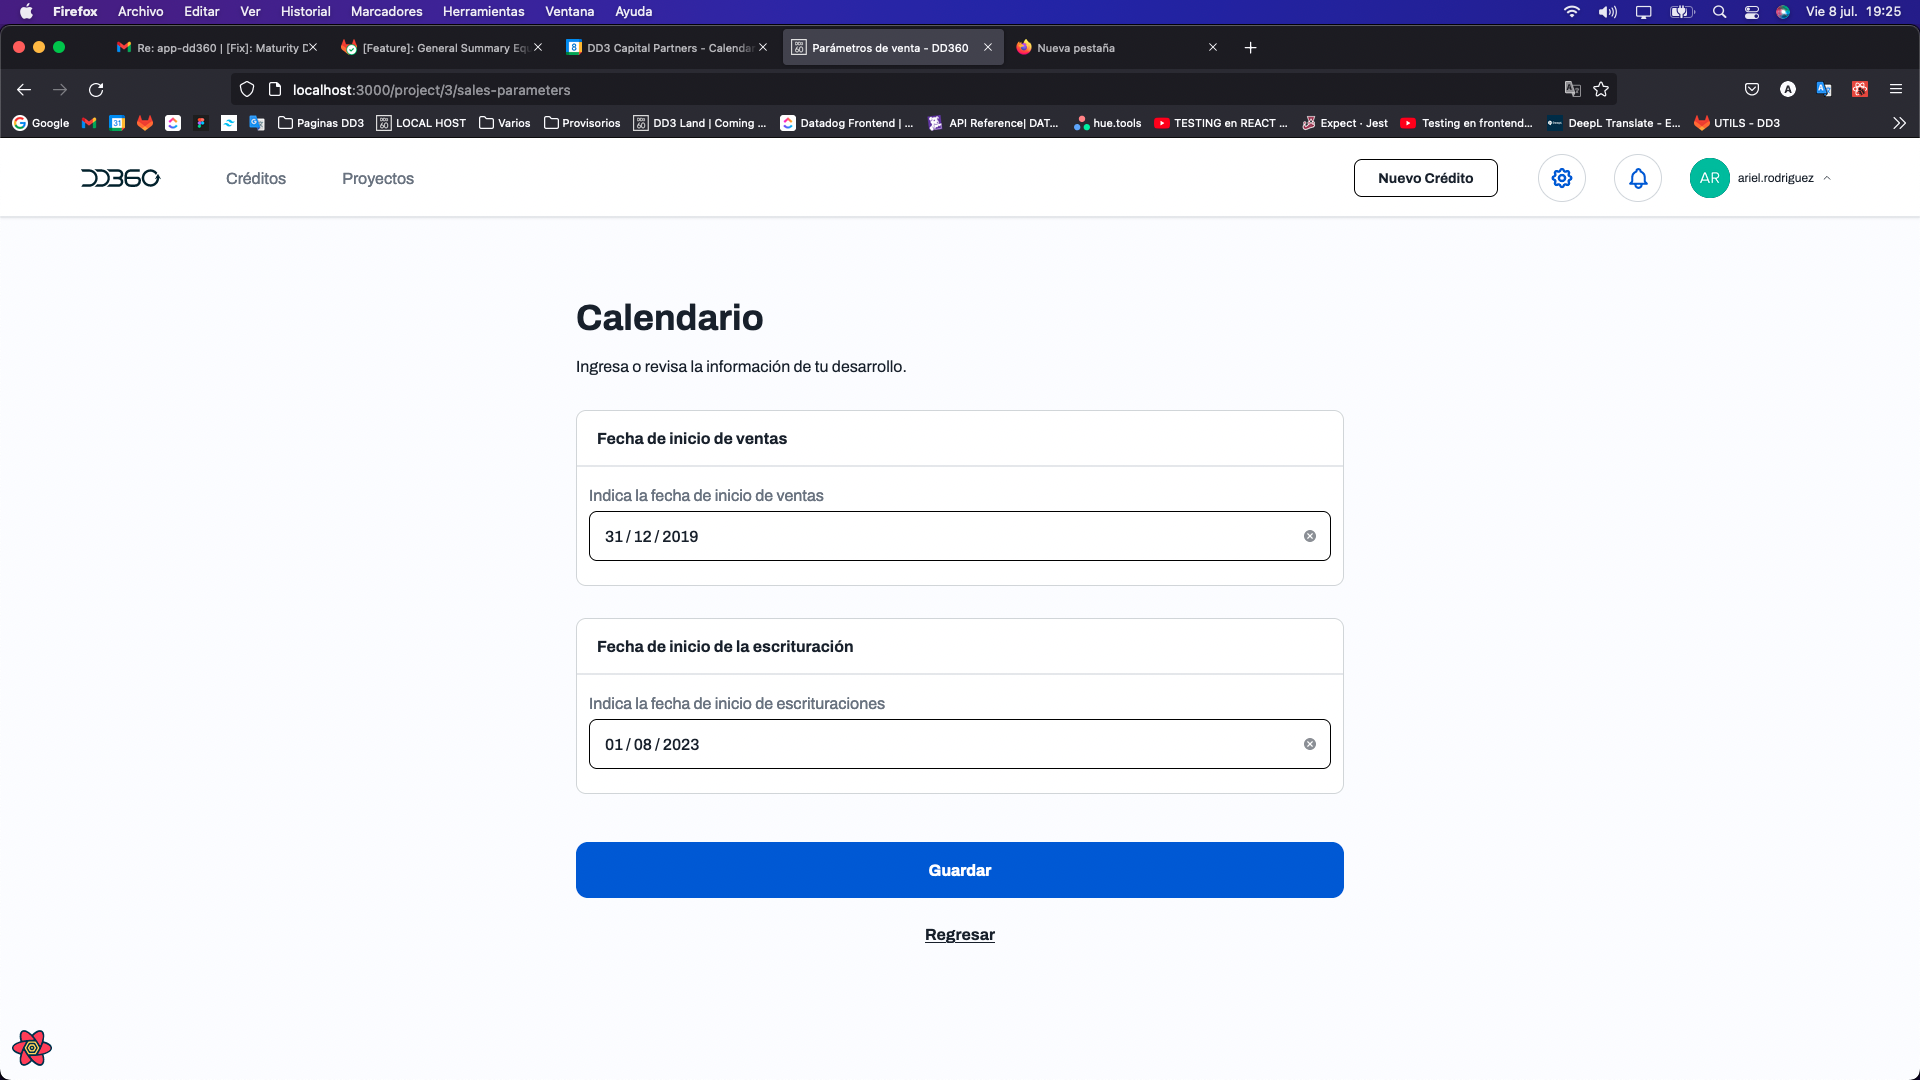 Firefox Archivo Editar Ver Historial Marcadores Herramientas Ventana Ayuda Vie 8 jul. 19:25
Re: app-dd360 | [Fix]: Maturity D [Feature]: General Summary Equ DD3 Capital Partners - Calendar Parámetros de venta - DD360 Nueva pestaña
localhost:3000/project/3/sales-parameters
Google Paginas DD3 LOCAL HOST Varios Provisorios DD3 Land | Coming ... Datadog Frontend | ... API Reference| DAT... hue.tools TESTING en REACT ... Expect · Jest Testing en frontend... DeepL Translate - E... UTILS - DD3
DD360 Créditos Proyectos Nuevo Crédito AR ariel.rodriguez
Calendario
Ingresa o revisa la información de tu desarrollo.
Fecha de inicio de ventas
Indica la fecha de inicio de ventas
31 / 12 / 2019
Fecha de inicio de la escrituración
Indica la fecha de inicio de escrituraciones
01 / 08 / 2023
Guardar
Regresar